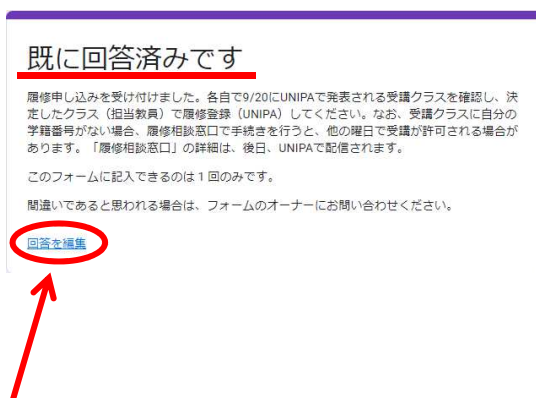 既に回答済みです
履修申し込みを受け付けました。各自で9/20にUNIPAで発表される受講クラスを確認し、決
定したクラス（担当教員）で履修登録（UNIPA）してください。なお、受講クラスに自分の
学籍番号がない場合、履修相談窓口で手続きを行うと、他の曜日で受講が許可される場合が
あります。「履修相談窓口」の詳細は、後日、UNIPAで配信されます。
このフォームに記入できるのは 1 回のみです。
間違いであると思われる場合は、フォームのオーナーにお問い合わせください。
回答を編集